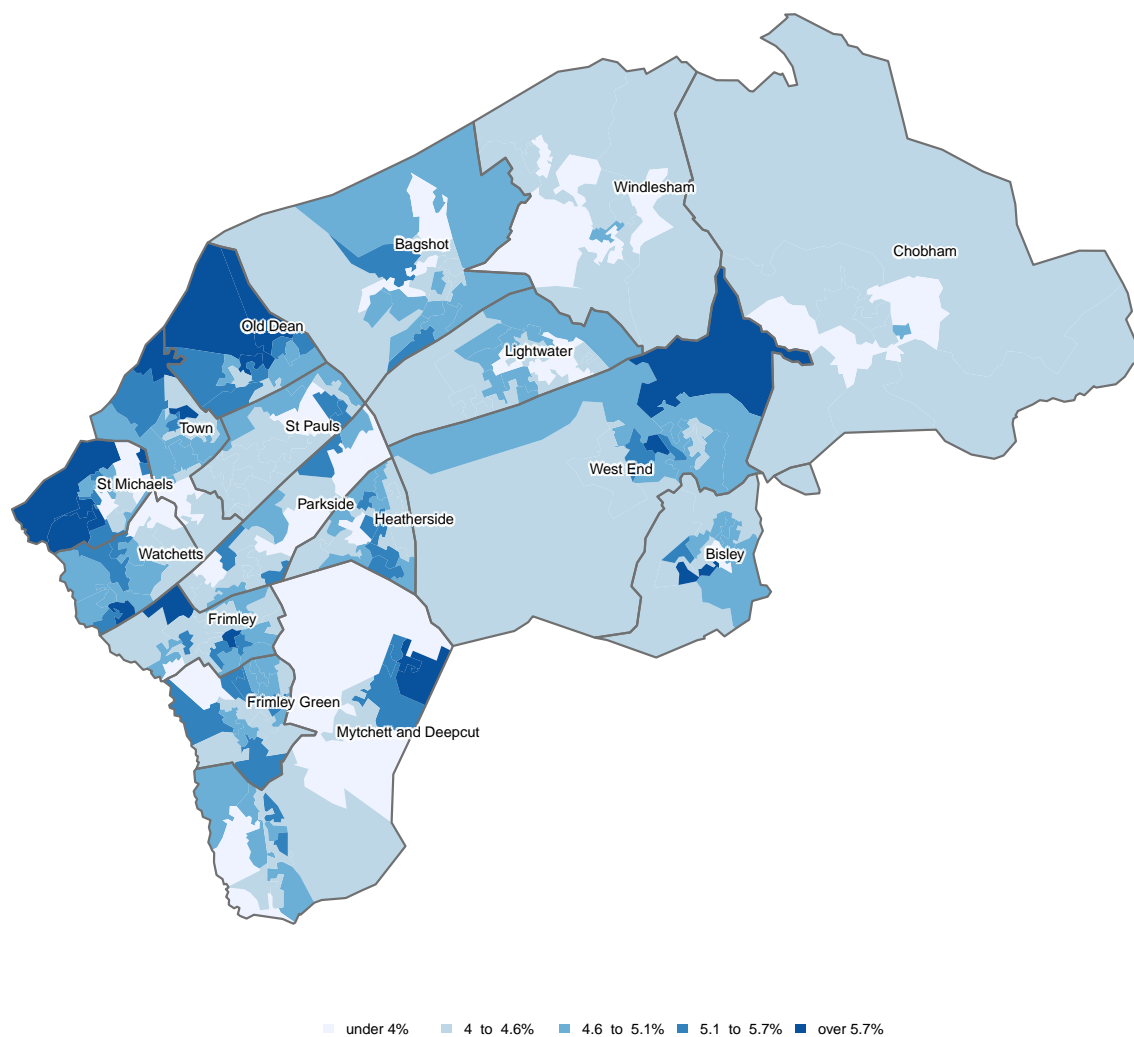 Windlesham
Bagshot
Chobham
Old Dean
Lightwater
Town
St Pauls
West End
St Michaels
Parkside
Heatherside
Watchetts
Bisley
Frimley
Frimley Green
Mytchett and Deepcut
under 4% 4 to 4.6% 4.6 to 5.1% 5.1 to 5.7% over 5.7%